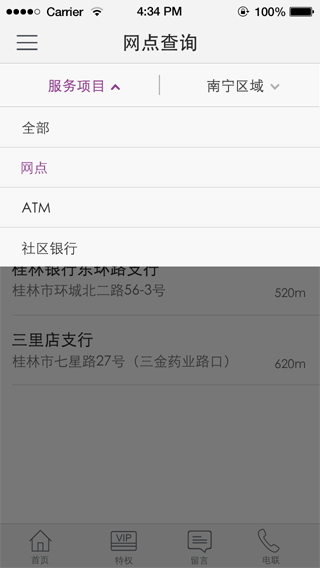 Carrier 4:34 PM 100%
网点查询
服务项目 南宁区域
全部
网点
ATM
社区银行
桂林银行东环路支行
桂林市环城北二路56-3号 520m
三里店支行
桂林市七星路27号（三金药业路口） 620m
VIP
首页 特权 留言 电联